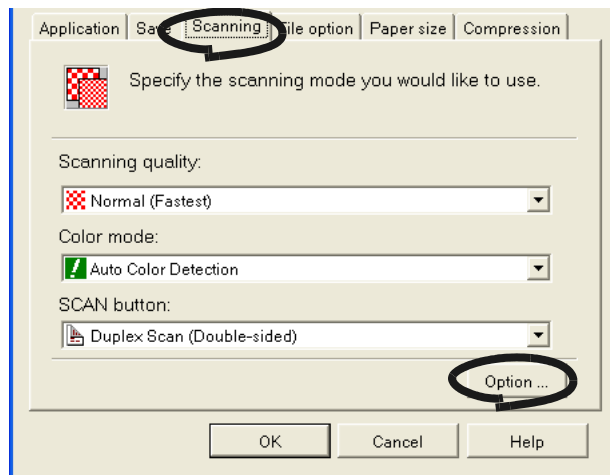 Application Save Scanning File option Paper size Compression
Specify the scanning mode you would like to use.
Scanning quality:
Normal (Fastest)
Color mode:
Auto Color Detection
SCAN button:
Duplex Scan (Double-sided)
Option ...
OK Cancel Help